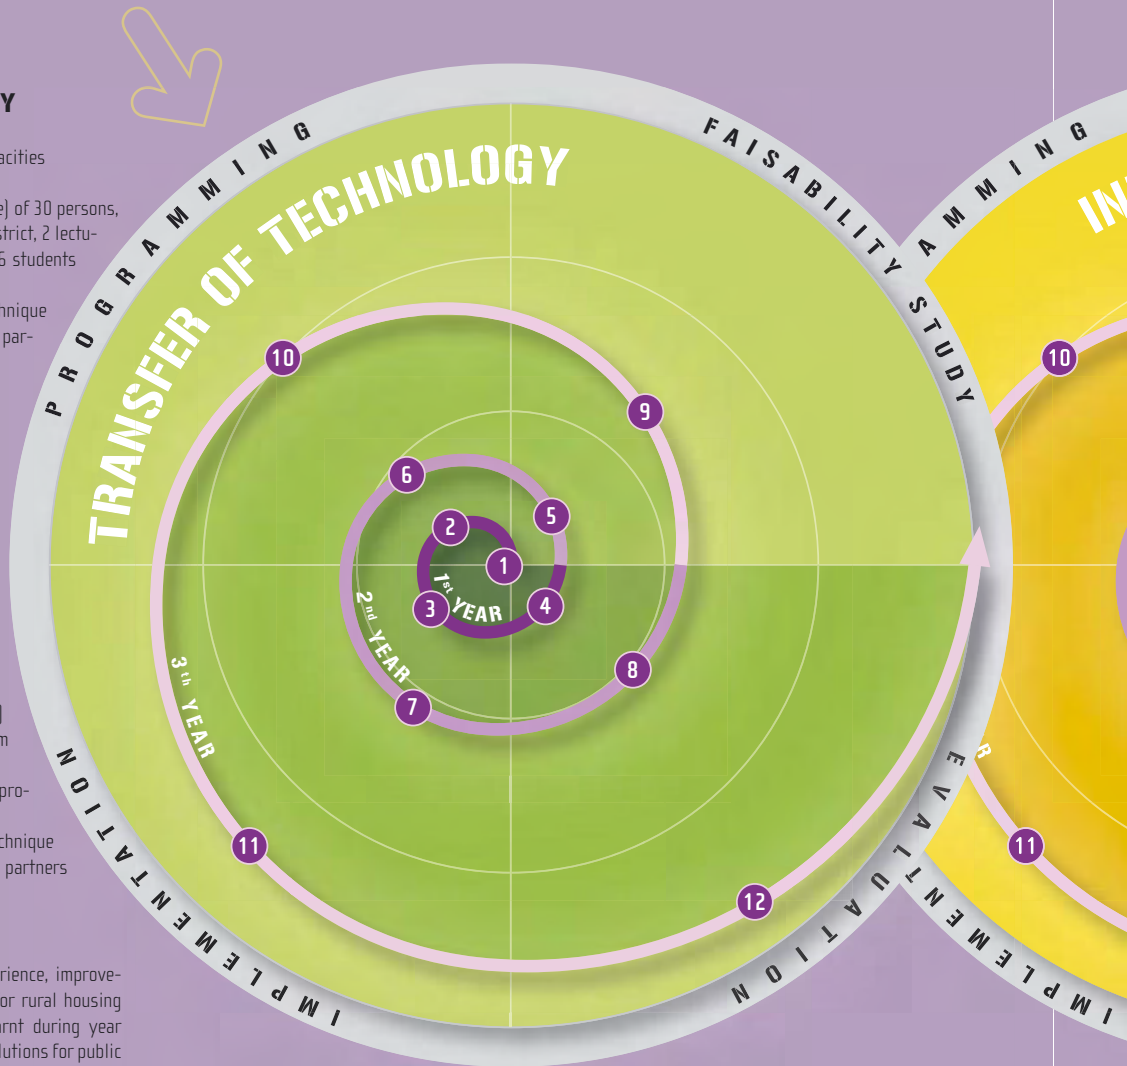 Y
acities
e) of 30 persons,
strict, 2 lectu-
6 students
hnique
par-
m
pro-
chnique
partners
rience, improve-
or rural housing
arnt during year
lutions for public
PROGRAMMING
FAISABILITY STUDY
TRANSFER OF TECHNOLOGY
1
2
3
4
1st YEAR
5
6
7
8
2nd YEAR
9
10
11
12
3th YEAR
IMPLEMENTATION
EVALUATION
AMMING
IN
10
R
11
IMPLEMENT